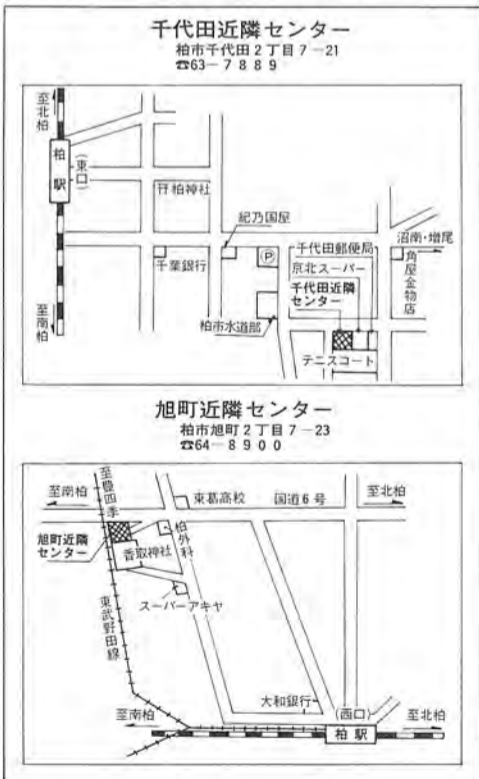 千代田近隣センター
柏市千代田2丁目7-21
☎63-7889
至北柏
柏駅
(東口)
至南柏
⛩柏神社
紀乃国屋
千葉銀行
Ⓟ
柏市水道部
千代田郵便局
京北スーパー
千代田近隣
センター
テニスコート
沼南・増尾
角屋金物店
旭町近隣センター
柏市旭町2丁目7-23
☎64-8900
至南柏
至豊四季
東葛高校
国道6号
至北柏
旭町近隣
センター
香取神社
柏外科
スーパーアキヤ
東武野田線
大和銀行
(西口)
至南柏
柏駅
至北柏